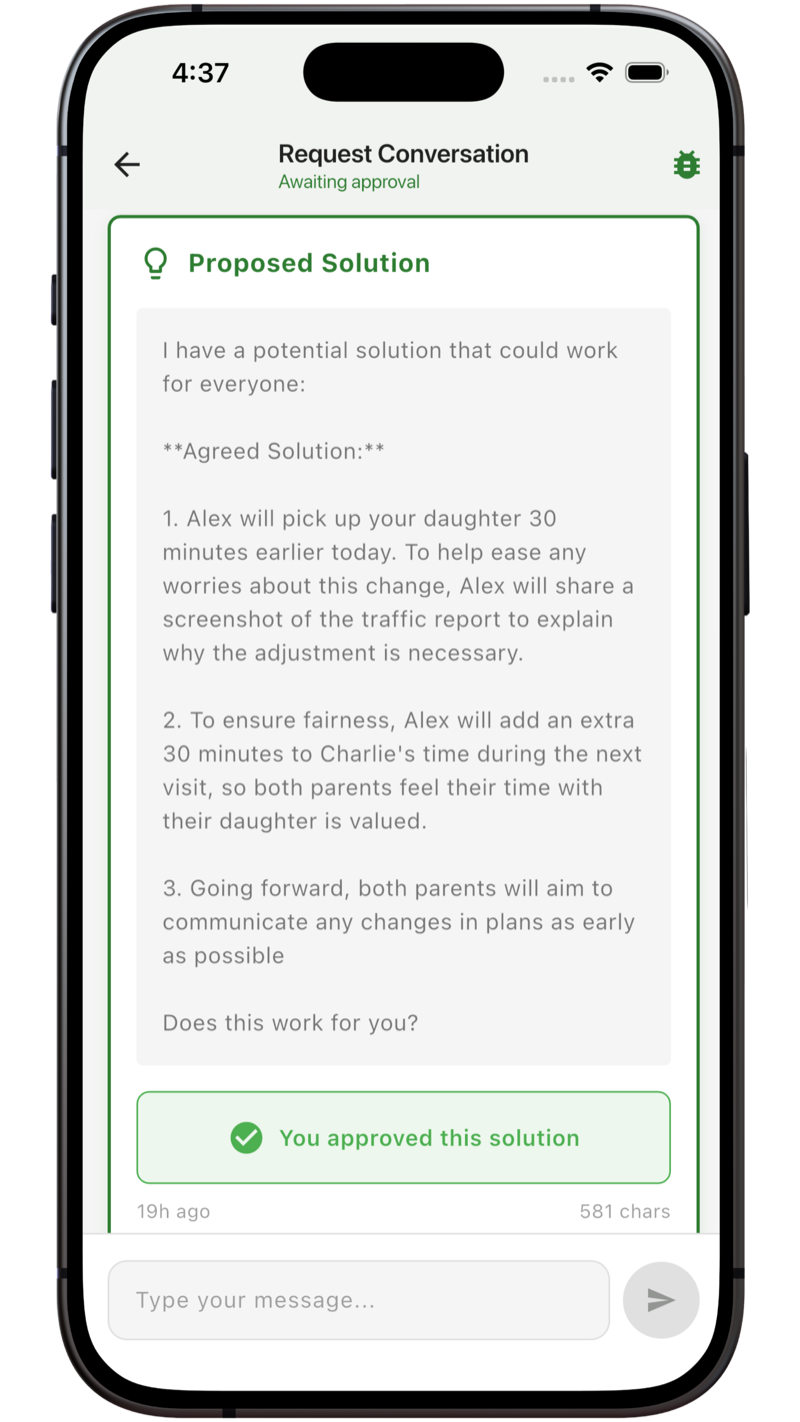 4:37
Request Conversation
Awaiting approval
Proposed Solution
I have a potential solution that could work
for everyone:
**Agreed Solution:**
1. Alex will pick up your daughter 30
minutes earlier today. To help ease any
worries about this change, Alex will share a
screenshot of the traffic report to explain
why the adjustment is necessary.
2. To ensure fairness, Alex will add an extra
30 minutes to Charlie's time during the next
visit, so both parents feel their time with
their daughter is valued.
3. Going forward, both parents will aim to
communicate any changes in plans as early
as possible
Does this work for you?
You approved this solution
19h ago 581 chars
Type your message...